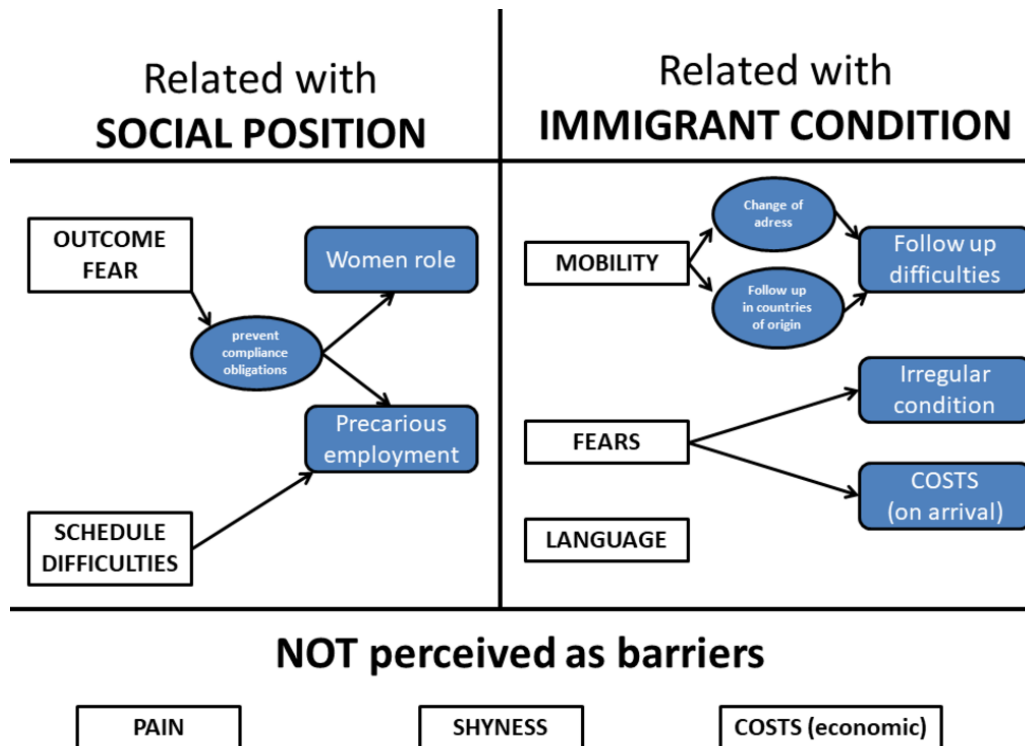 Related with
SOCIAL POSITION
OUTCOME
FEAR
Women role
prevent
compliance
obligations
Precarious
employment
SCHEDULE
DIFFICULTIES
Related with
IMMIGRANT CONDITION
MOBILITY
Change of
adress
Follow up
in countries
of origin
Follow up
difficulties
FEARS
Irregular
condition
COSTS
(on arrival)
LANGUAGE
NOT perceived as barriers
PAIN
SHYNESS
COSTS (economic)